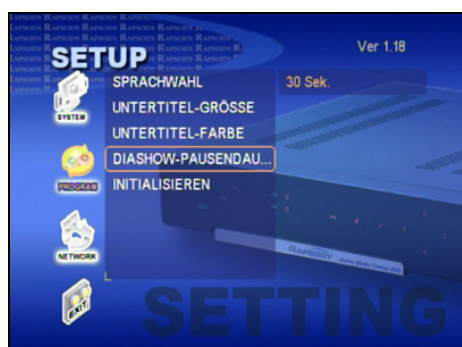 SETUP
Ver 1.18
SPRACHWAHL
30 Sek.
UNTERTITEL-GRÖSSE
UNTERTITEL-FARBE
DIASHOW-PAUSENDAU...
INITIALISIEREN
SYSTEM
PROGRAM
NETWORK
EXIT
RAPSODY
SETTING